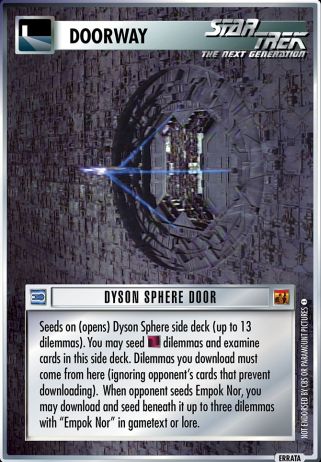 DOORWAY
STAR TREK
THE NEXT GENERATION
DYSON SPHERE DOOR
Seeds on (opens) Dyson Sphere side deck (up to 13
dilemmas). You may seed dilemmas and examine
cards in this side deck. Dilemmas you download must
come from here (ignoring opponent's cards that prevent
downloading). When opponent seeds Empok Nor, you
may download and seed beneath it up to three dilemmas
with "Empok Nor" in gametext or lore.
NOT ENDORSED BY CBS OR PARAMOUNT PICTURES
ERRATA